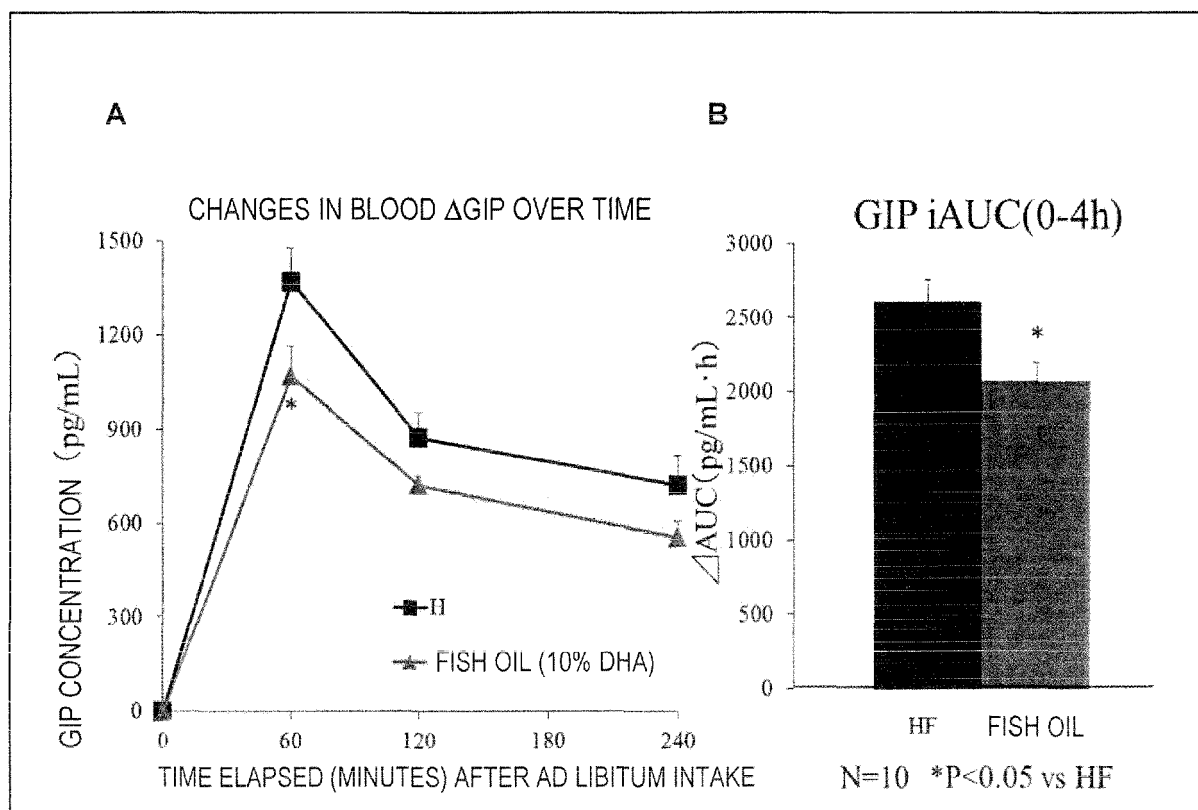 A
CHANGES IN BLOOD ΔGIP OVER TIME
GIP CONCENTRATION (pg/mL)
1500
1200
900
600
300
0
0 60 120 180 240
*
H
FISH OIL (10% DHA)
TIME ELAPSED (MINUTES) AFTER AD LIBITUM INTAKE
B
GIP iAUC(0-4h)
⊿AUC(pg/mL·h)
3000
2500
2000
1500
1000
500
0
*
HF FISH OIL
N=10 *P<0.05 vs HF